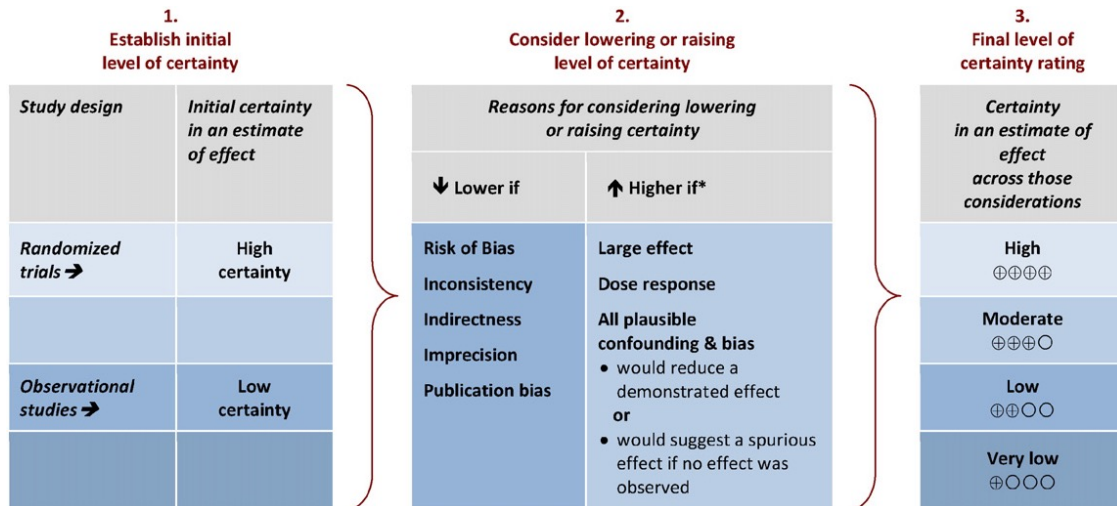 1.
Establish initial
level of certainty
Study design
Initial certainty
in an estimate
of effect
Randomized
trials ➔
High
certainty
Observational
studies ➔
Low
certainty
2.
Consider lowering or raising
level of certainty
Reasons for considering lowering
or raising certainty
🡻 Lower if
🡹 Higher if*
Risk of Bias
Inconsistency
Indirectness
Imprecision
Publication bias
Large effect
Dose response
All plausible
confounding & bias
• would reduce a
demonstrated effect
or
• would suggest a spurious
effect if no effect was
observed
3.
Final level of
certainty rating
Certainty
in an estimate of
effect
across those
considerations
High
⊕⊕⊕⊕
Moderate
⊕⊕⊕○
Low
⊕⊕○○
Very low
⊕○○○